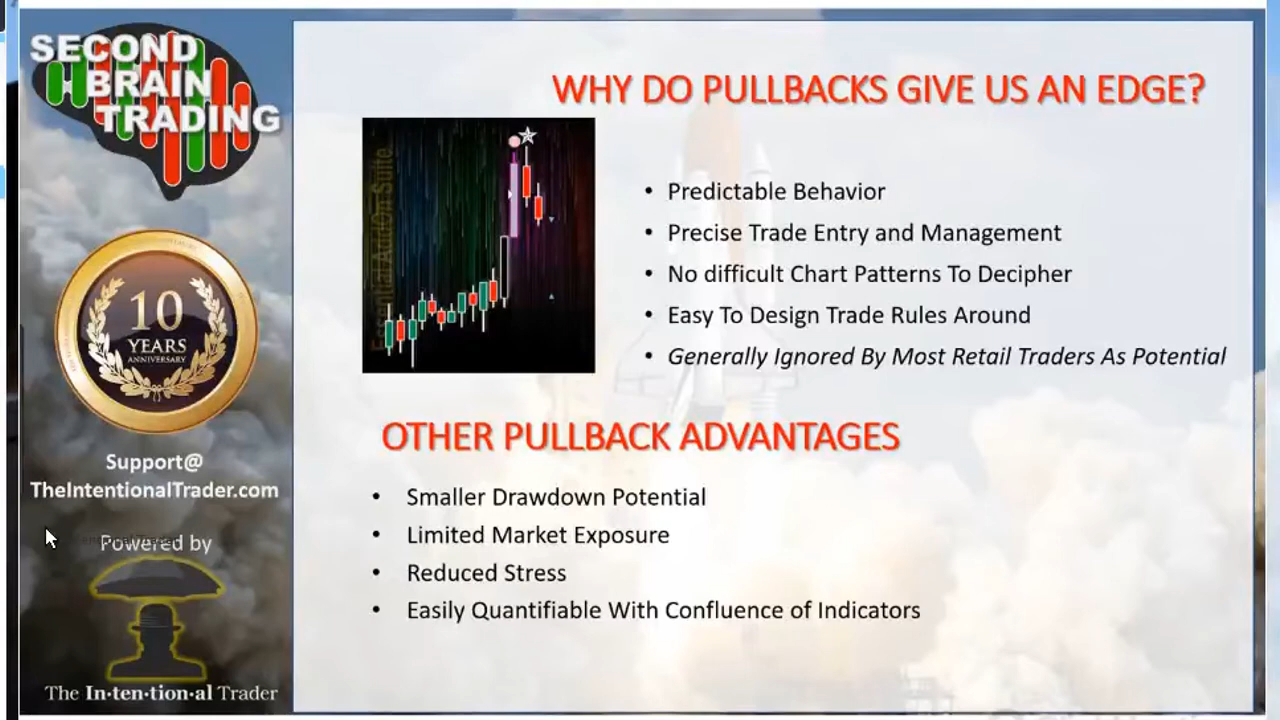 SECOND
BRAIN
TRADING
10
YEARS
ANNIVERSARY
Support@
TheIntentionalTrader.com
Powered by
The In·ten·tion·al Trader
WHY DO PULLBACKS GIVE US AN EDGE?
Essential AddOn Suite
• Predictable Behavior
• Precise Trade Entry and Management
• No difficult Chart Patterns To Decipher
• Easy To Design Trade Rules Around
• Generally Ignored By Most Retail Traders As Potential
OTHER PULLBACK ADVANTAGES
• Smaller Drawdown Potential
• Limited Market Exposure
• Reduced Stress
• Easily Quantifiable With Confluence of Indicators